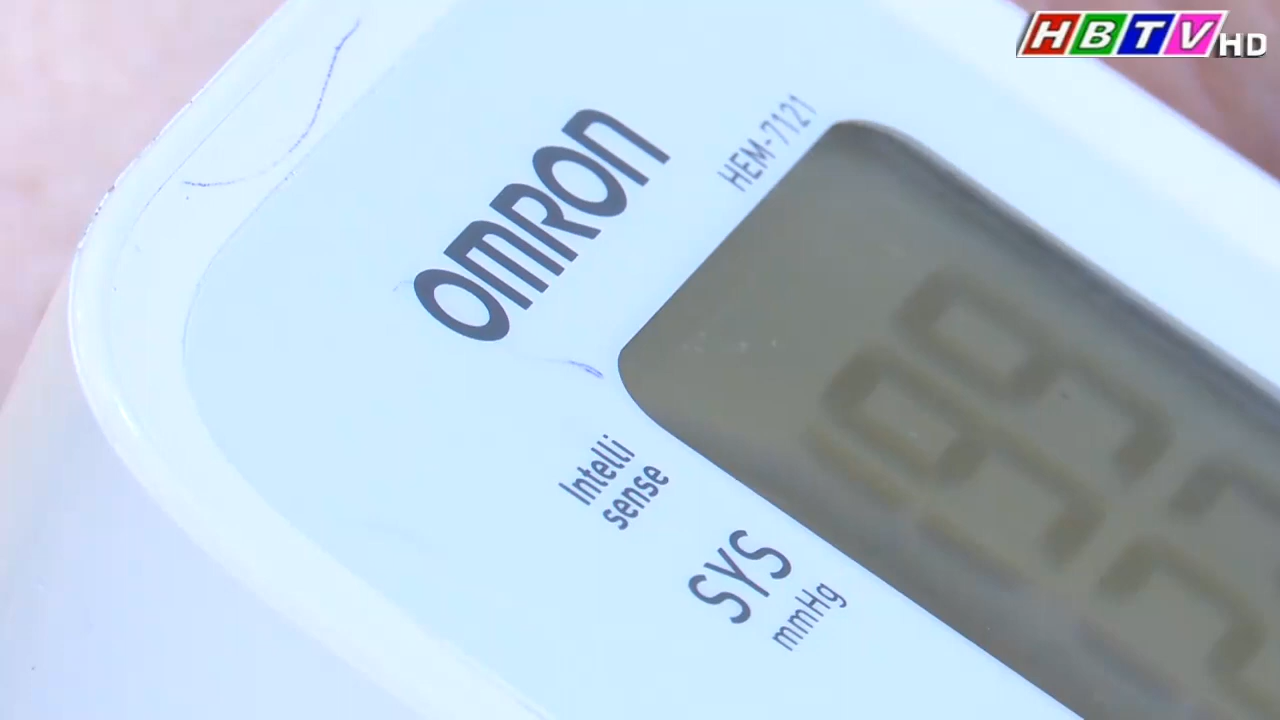 HBTV HD
OMRON
HEM-7121
Intelli
sense
SYS
mmHg